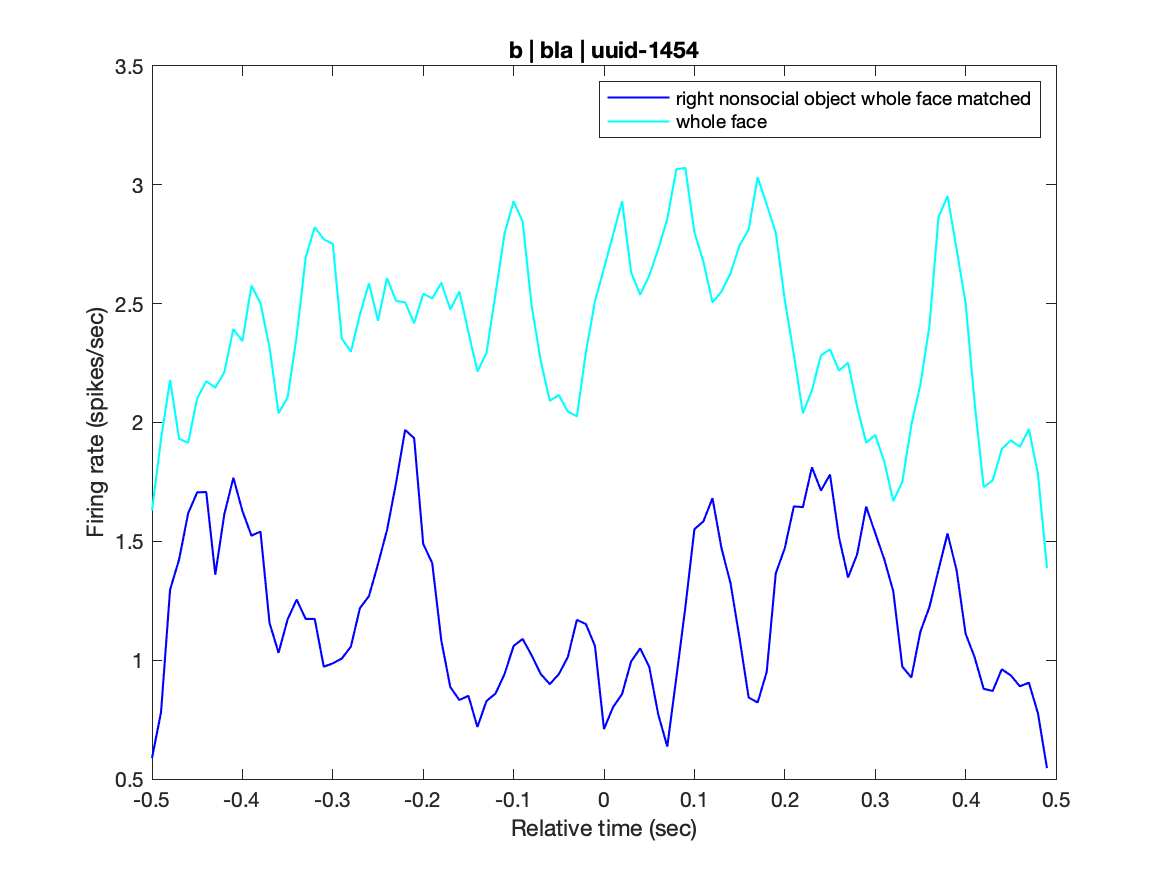 b | bla | uuid-1454
right nonsocial object whole face matched
whole face
Firing rate (spikes/sec)
3.5
3
2.5
2
1.5
1
0.5
-0.5 -0.4 -0.3 -0.2 -0.1 0 0.1 0.2 0.3 0.4 0.5
Relative time (sec)